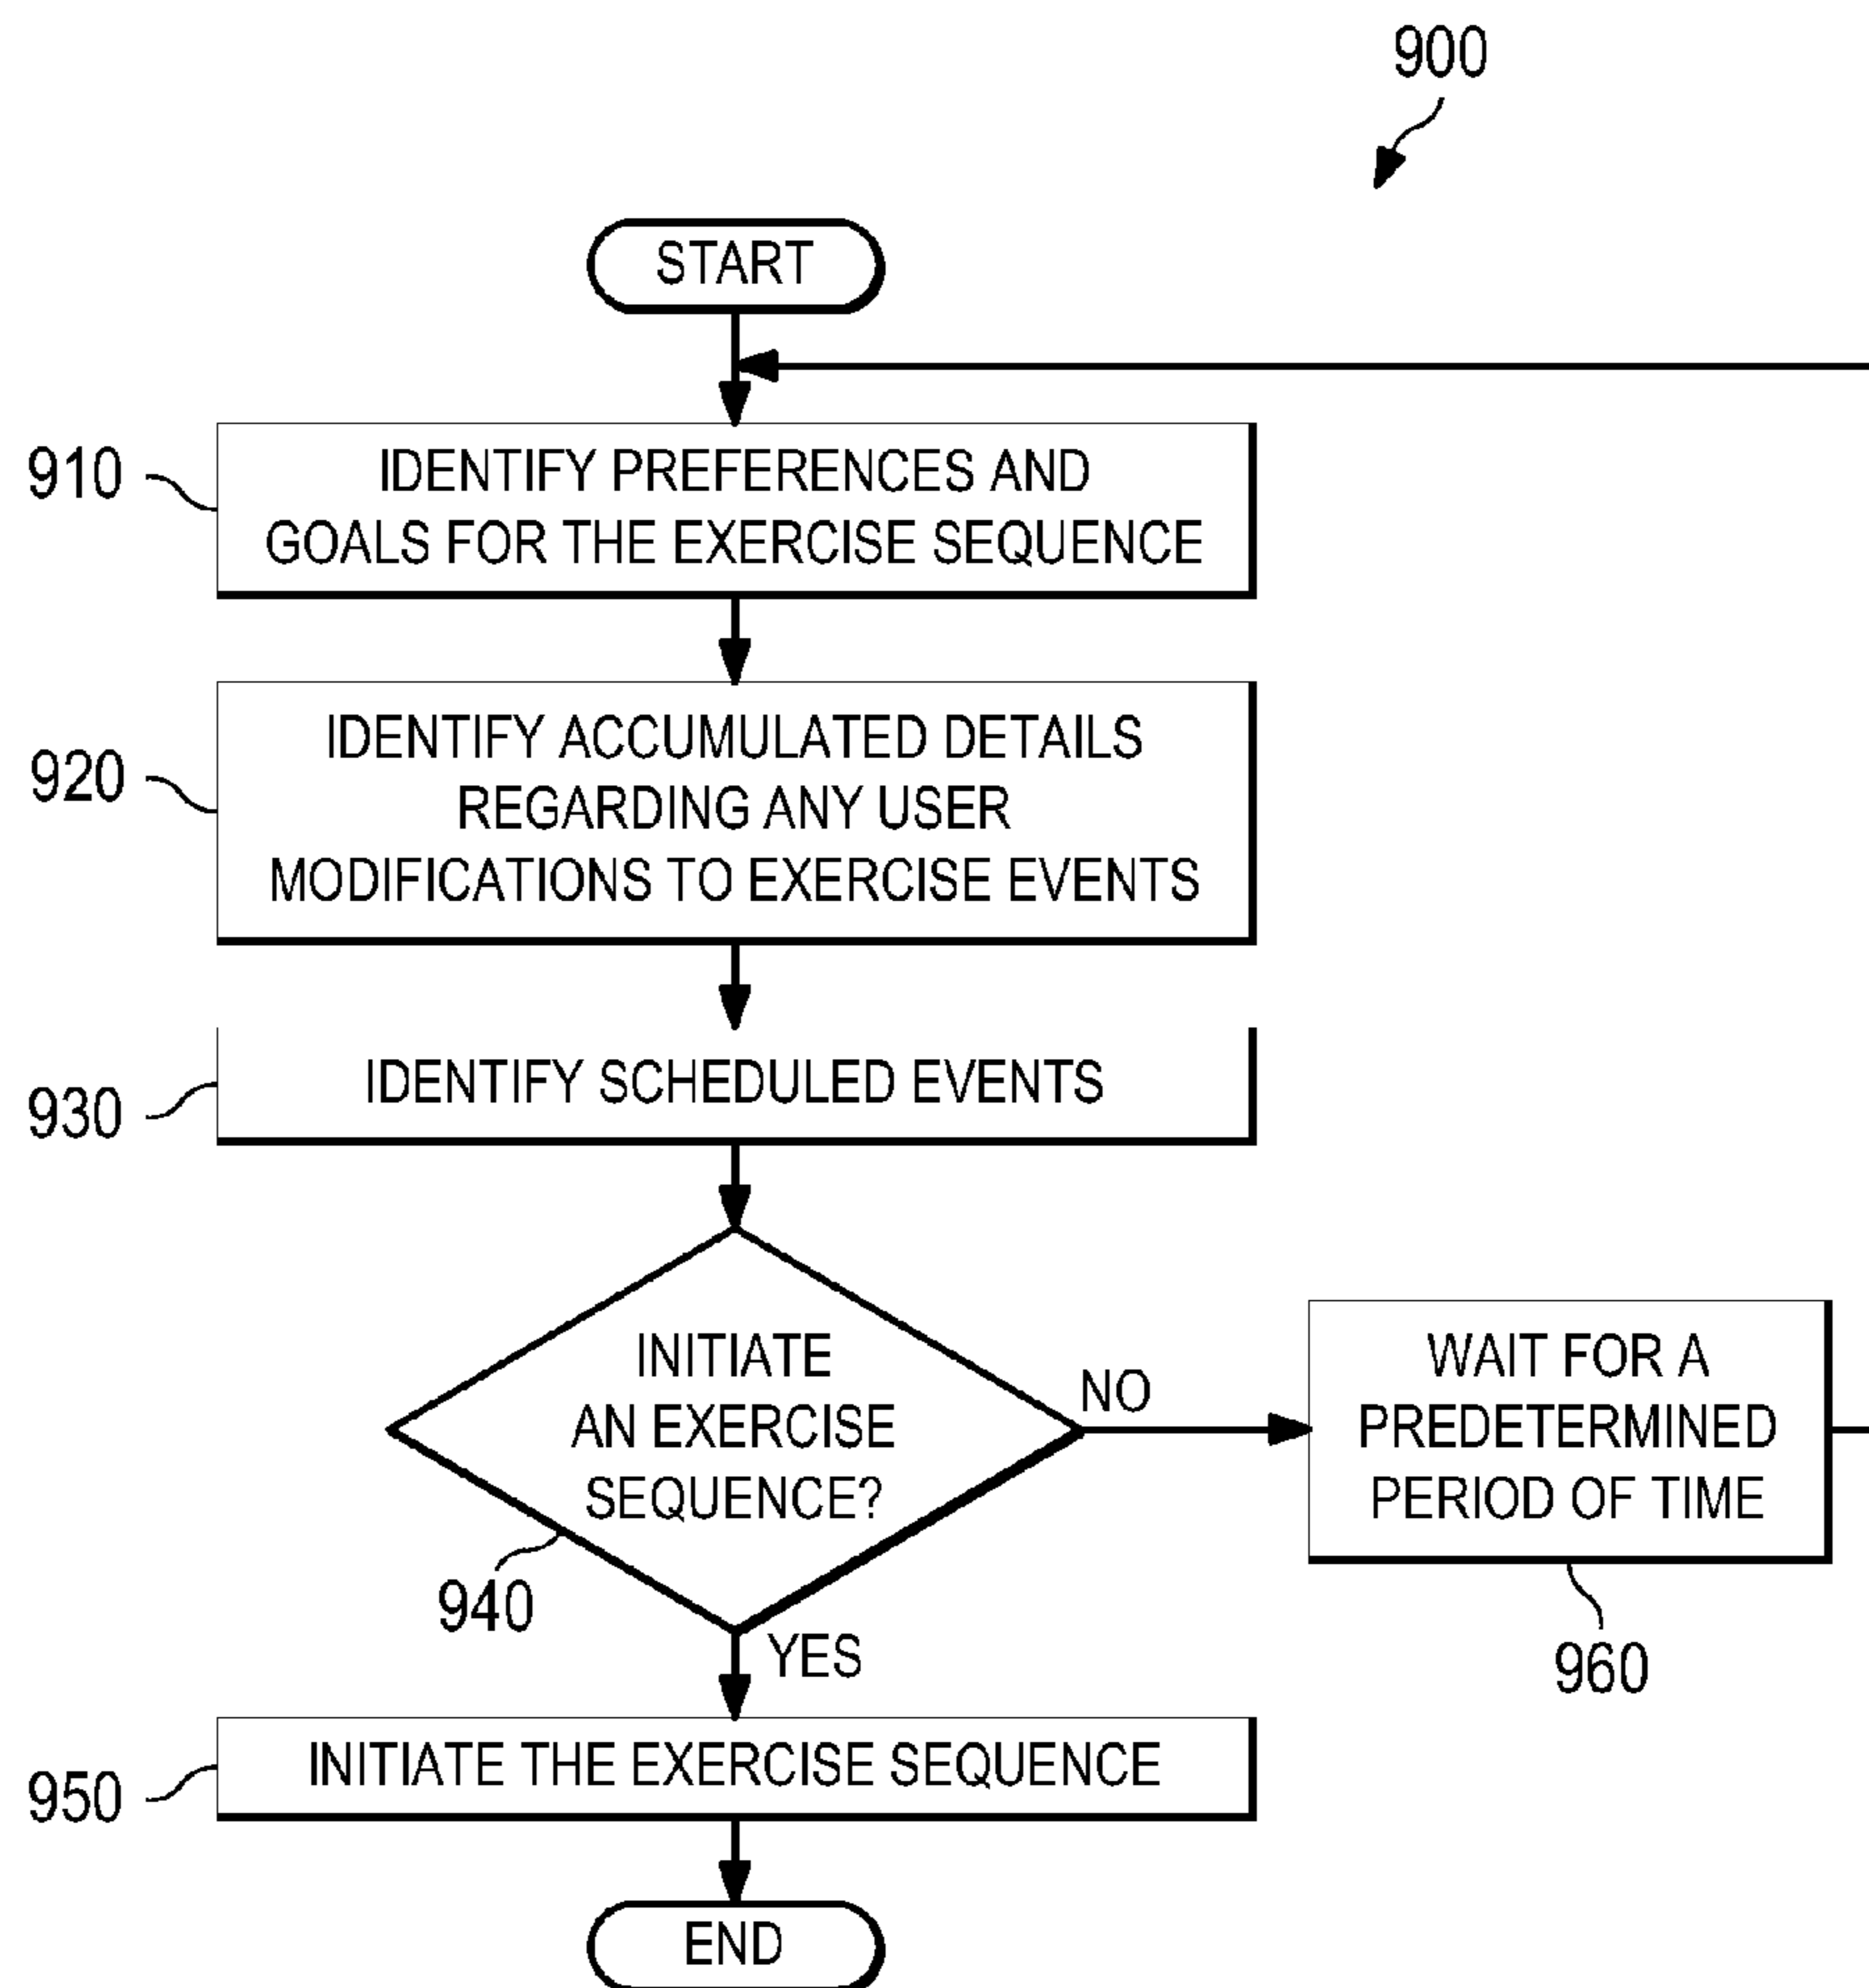 900
START
910
IDENTIFY PREFERENCES AND
GOALS FOR THE EXERCISE SEQUENCE
920
IDENTIFY ACCUMULATED DETAILS
REGARDING ANY USER
MODIFICATIONS TO EXERCISE EVENTS
930
IDENTIFY SCHEDULED EVENTS
INITIATE
AN EXERCISE
SEQUENCE?
940
NO
WAIT FOR A
PREDETERMINED
PERIOD OF TIME
960
YES
950
INITIATE THE EXERCISE SEQUENCE
END